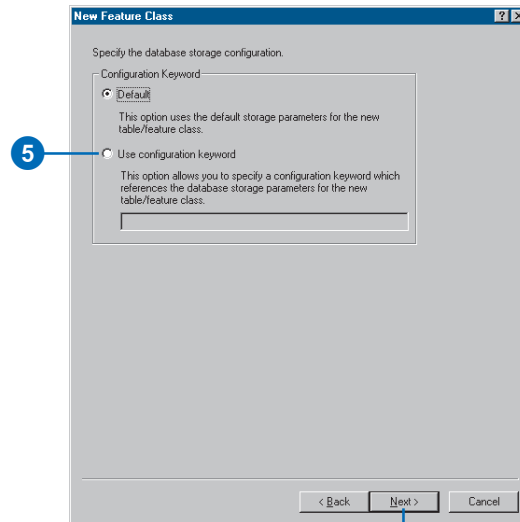 New Feature Class
? X
Specify the database storage configuration.
Configuration Keyword
Default
This option uses the default storage parameters for the new
table/feature class.
5
Use configuration keyword
This option allows you to specify a configuration keyword which
references the database storage parameters for the new
table/feature class.
< Back
Next >
Cancel